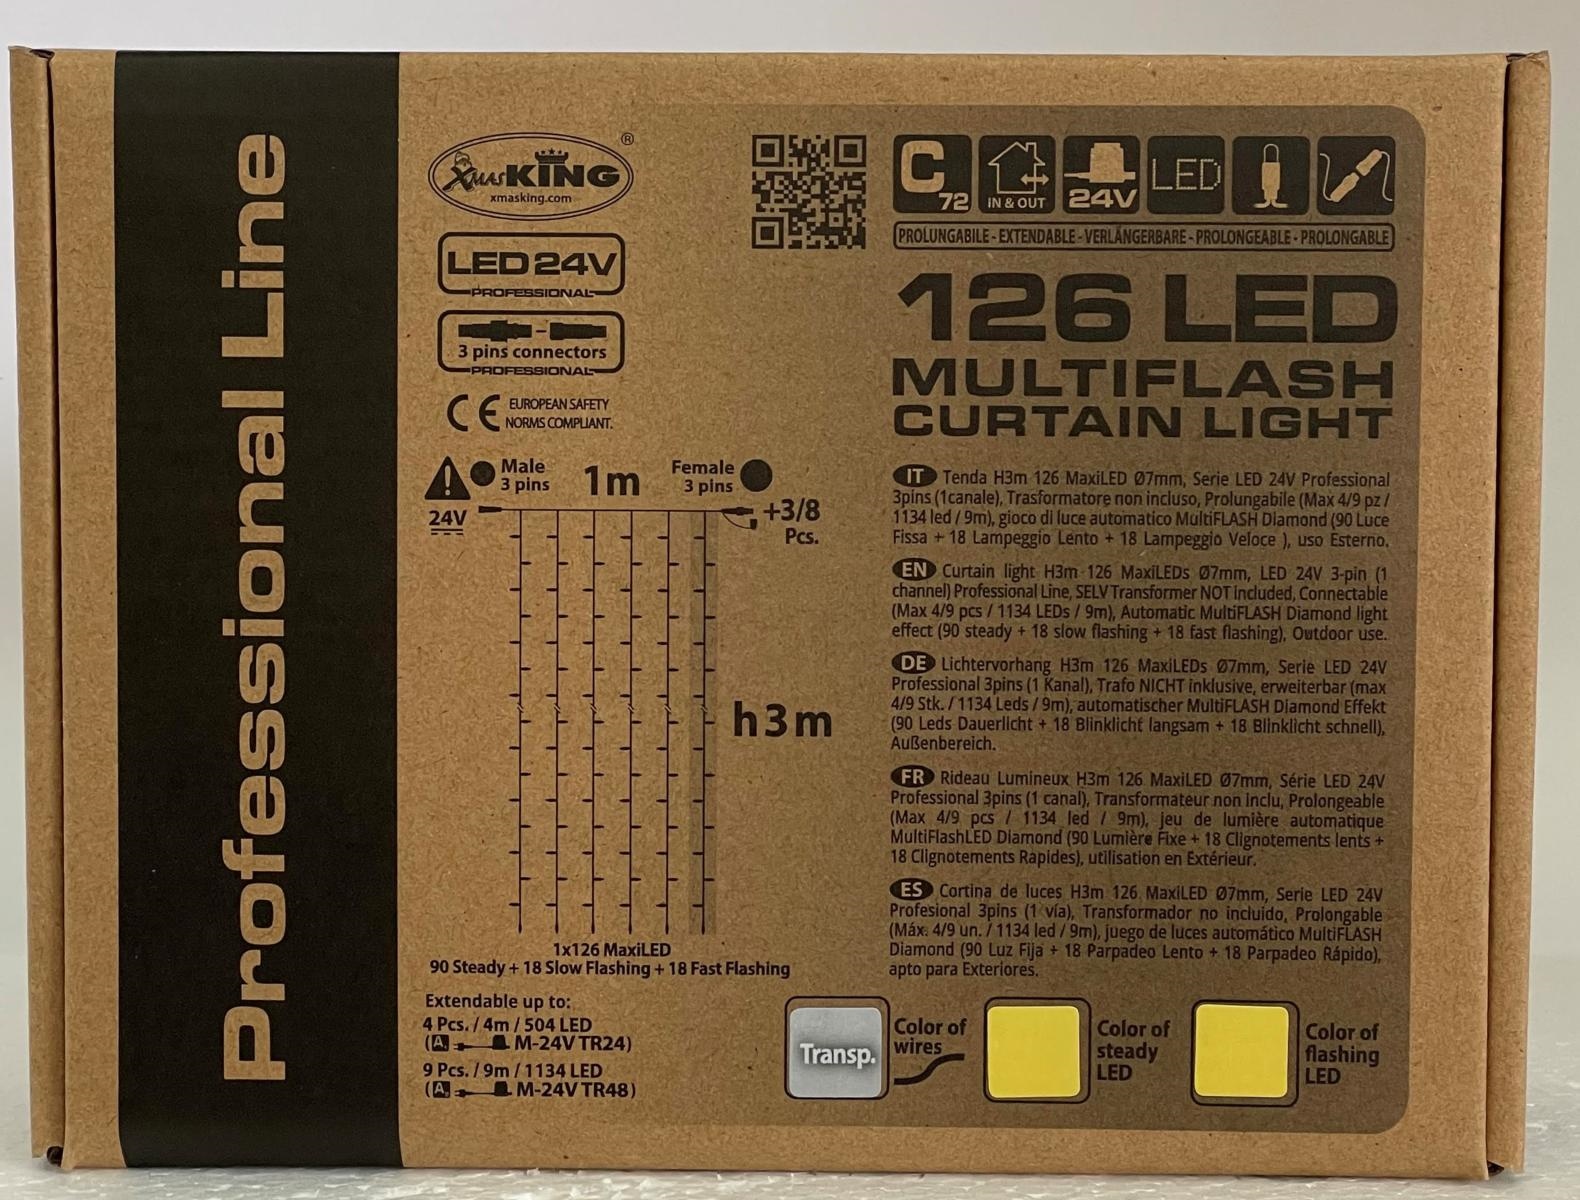 Professional Line
XMAS KING ®
xmasking.com
LED 24V
PROFESSIONAL
3 pins connectors
PROFESSIONAL
CE EUROPEAN SAFETY
NORMS COMPLIANT.
Male
3 pins
1m
Female
3 pins
24V
+3/8
Pcs.
h3m
1x126 MaxiLED
90 Steady + 18 Slow Flashing + 18 Fast Flashing
Extendable up to:
4 Pcs. / 4m / 504 LED
(A. M-24V TR24)
9 Pcs. / 9m / 1134 LED
(A. M-24V TR48)
C 72
IN & OUT
24V
LED
PROLUNGABILE - EXTENDABLE - VERLÄNGERBARE - PROLONGEABLE - PROLONGABLE
126 LED
MULTIFLASH
CURTAIN LIGHT
IT Tenda H3m 126 MaxiLED Ø7mm, Serie LED 24V Professional
3pins (1canale), Trasformatore non incluso, Prolungabile (Max 4/9 pz /
1134 led / 9m), gioco di luce automatico MultiFLASH Diamond (90 Luce
Fissa + 18 Lampeggio Lento + 18 Lampeggio Veloce ), uso Esterno.
EN Curtain light H3m 126 MaxiLEDs Ø7mm, LED 24V 3-pin (1
channel) Professional Line, SELV Transformer NOT included, Connectable
(Max 4/9 pcs / 1134 LEDs / 9m), Automatic MultiFLASH Diamond light
effect (90 steady + 18 slow flashing + 18 fast flashing), Outdoor use.
DE Lichtervorhang H3m 126 MaxiLEDs Ø7mm, Serie LED 24V
Professional 3pins (1 Kanal), Trafo NICHT inklusive, erweiterbar (max
4/9 Stk. / 1134 Leds / 9m), automatischer MultiFLASH Diamond Effekt
(90 Leds Dauerlicht + 18 Blinklicht langsam + 18 Blinklicht schnell),
Außenbereich.
FR Rideau Lumineux H3m 126 MaxiLED Ø7mm, Série LED 24V
Professional 3pins (1 canal), Transformateur non inclu, Prolongeable
(Max 4/9 pcs / 1134 led / 9m), jeu de lumière automatique
MultiFlashLED Diamond (90 Lumière Fixe + 18 Clignotements lents +
18 Clignotements Rapides), utilisation en Extérieur.
ES Cortina de luces H3m 126 MaxiLED Ø7mm, Serie LED 24V
Profesional 3pins (1 vía), Transformador no incluido, Prolongable
(Máx. 4/9 un. / 1134 led / 9m), juego de luces automático MultiFLASH
Diamond (90 Luz Fija + 18 Parpadeo Lento + 18 Parpadeo Rápido),
apto para Exteriores.
Transp.
Color of
wires
Color of
steady
LED
Color of
flashing
LED